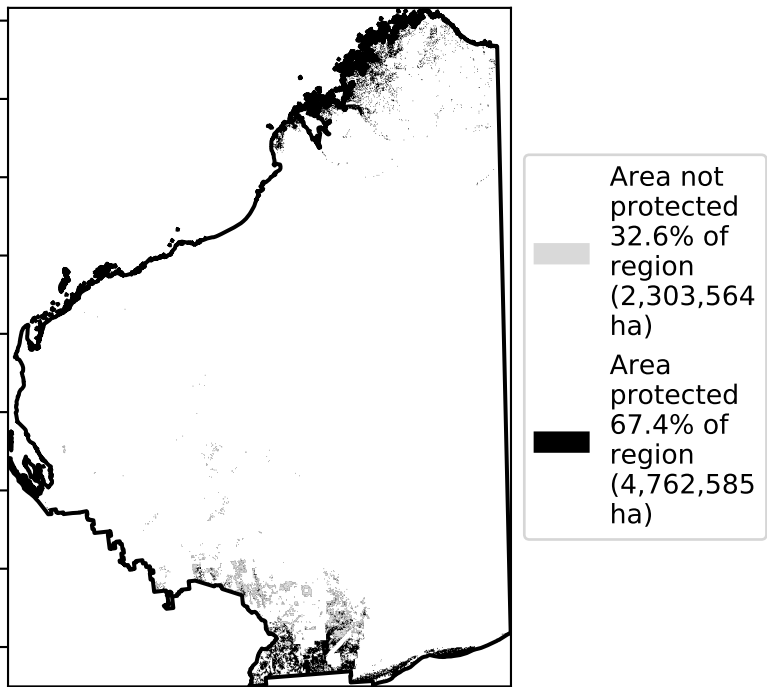 Area not
protected
32.6% of
region
(2,303,564
ha)
Area
protected
67.4% of
region
(4,762,585
ha)